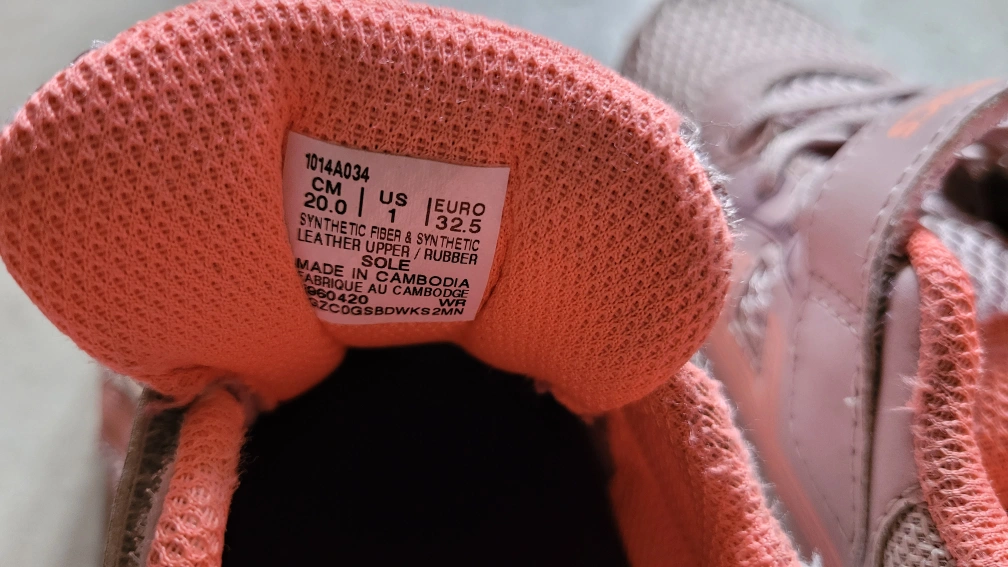 1014A034
CM | US | EURO
20.0 | 1 | 32.5
SYNTHETIC FIBER & SYNTHETIC
LEATHER UPPER / RUBBER
SOLE
MADE IN CAMBODIA
FABRIQUE AU CAMBODGE
960420 WR